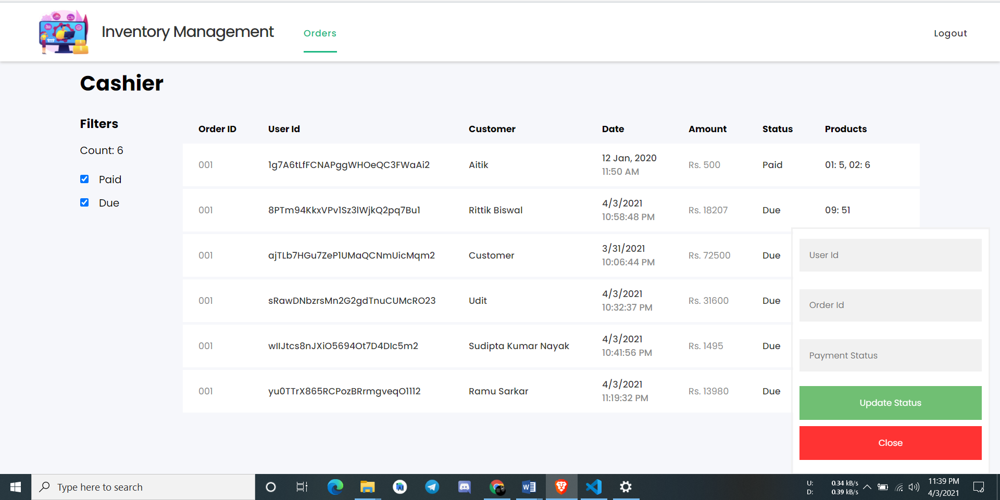 Inventory Management
Orders
Logout
Cashier
Filters
Count: 6
Paid
Due
Order ID User Id Customer Date Amount Status Products
001 1g7A6tLfFCNAPggWHOeQC3FWaAi2 Aitik 12 Jan, 2020 11:50 AM Rs. 500 Paid 01: 5, 02: 6
001 8PTm94KkxVPv1Sz3lWjkQ2pq7Bu1 Rittik Biswal 4/3/2021 10:58:48 PM Rs. 18207 Due 09: 51
001 ajTLb7HGu7ZeP1UMaQCNmUicMqm2 Customer 3/31/2021 10:06:44 PM Rs. 72500 Due
001 sRawDNbzrsMn2G2gdTnuCUMcRO23 Udit 4/3/2021 10:32:37 PM Rs. 31600 Due
001 wIIJtcs8nJXiO5694Ot7D4DIc5m2 Sudipta Kumar Nayak 4/3/2021 10:41:56 PM Rs. 1495 Due
001 yu0TTrX865RCPozBRrmgveqO1112 Ramu Sarkar 4/3/2021 11:19:32 PM Rs. 13980 Due
User Id
Order Id
Payment Status
Update Status
Close
Type here to search
U: 0.34 kB/s
D: 0.39 kB/s
11:39 PM
4/3/2021